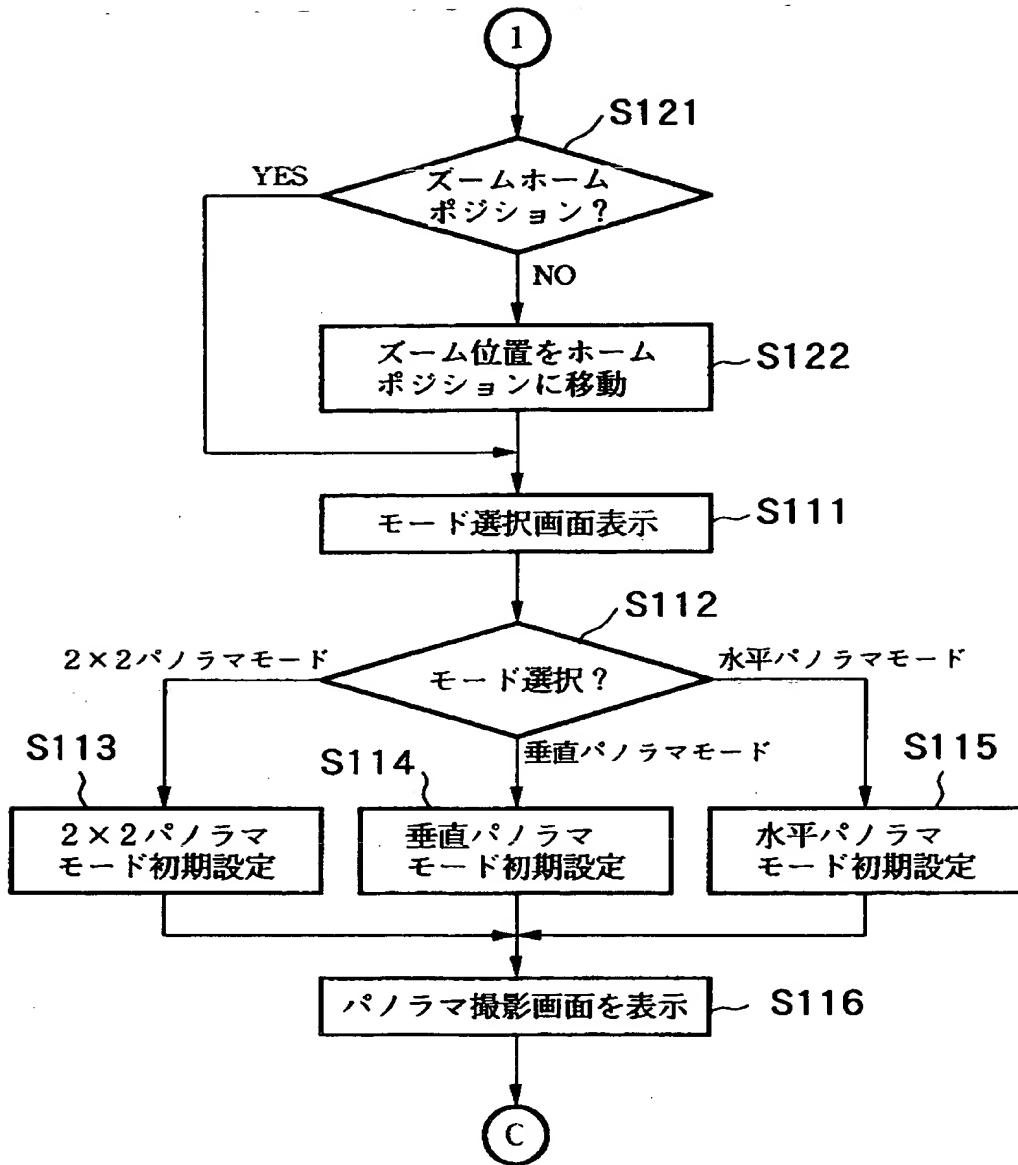 1
S121
YES
ズームホーム
ポジション?
NO
ズーム位置をホーム
ポジションに移動
S122
モード選択画面表示
S111
S112
2×2パノラマモード
モード選択?
水平パノラマモード
垂直パノラマモード
S113
S114
S115
2×2パノラマ
モード初期設定
垂直パノラマ
モード初期設定
水平パノラマ
モード初期設定
パノラマ撮影画面を表示
S116
C